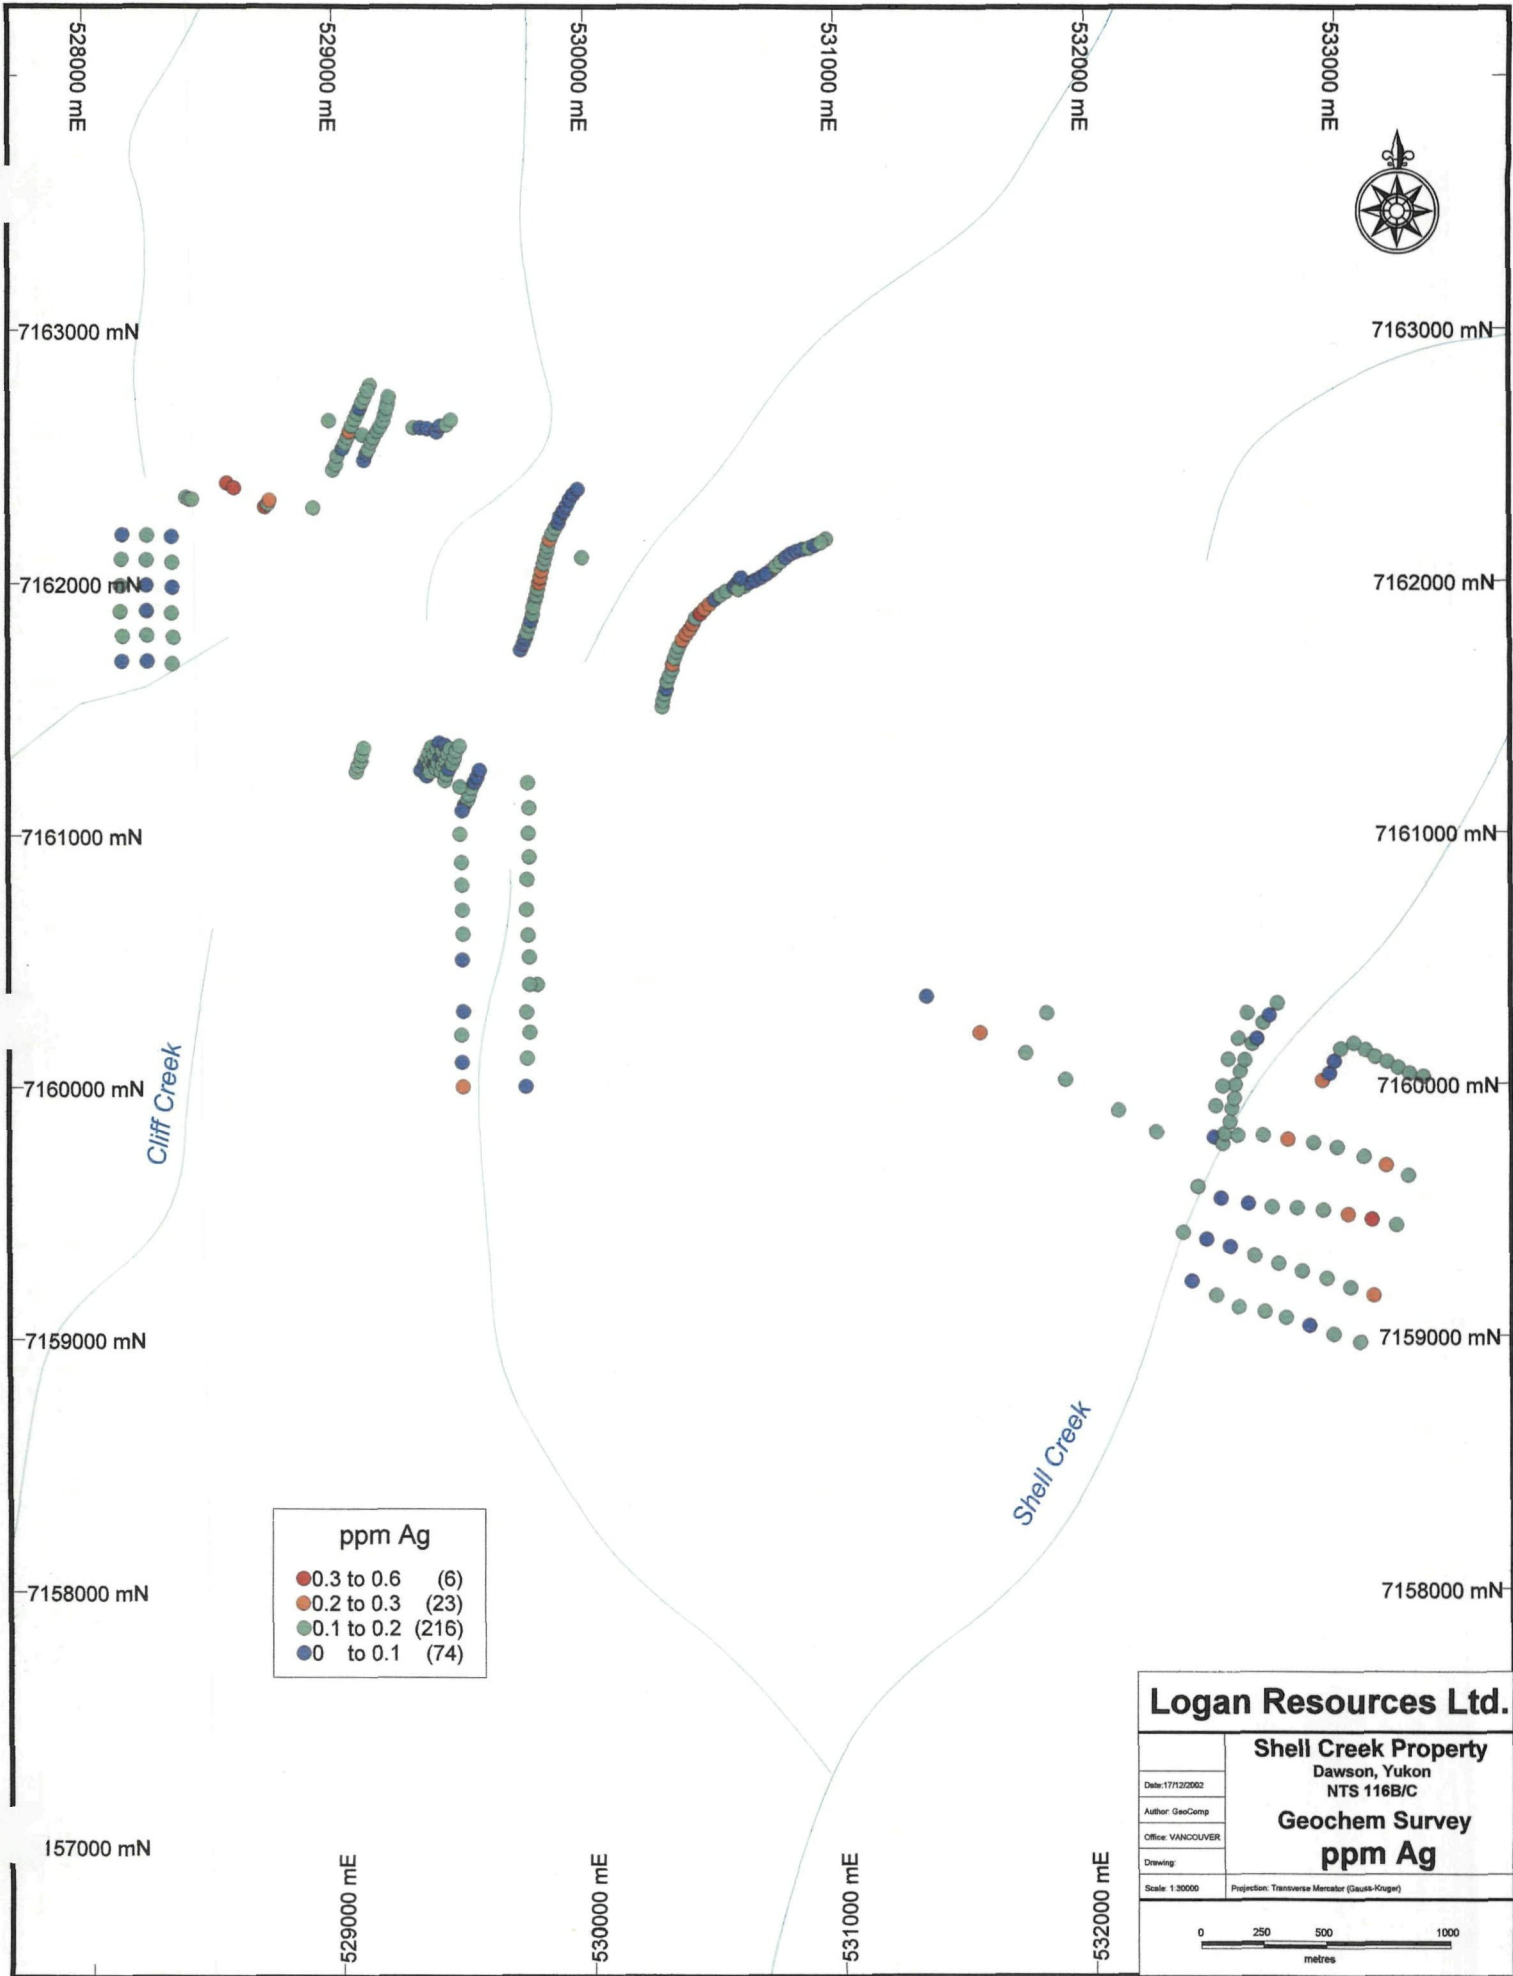 528000 mE
529000 mE
530000 mE
531000 mE
532000 mE
533000 mE
7163000 mN
7163000 mN
7162000 mN
7162000 mN
7161000 mN
7161000 mN
7160000 mN
7160000 mN
Cliff Creek
7159000 mN
7159000 mN
Shell Creek
ppm Ag
0.3 to 0.6 (6)
0.2 to 0.3 (23)
0.1 to 0.2 (216)
0 to 0.1 (74)
7158000 mN
7158000 mN
157000 mN
529000 mE
530000 mE
531000 mE
532000 mE
Logan Resources Ltd.
Shell Creek Property
Dawson, Yukon
NTS 116B/C
Geochem Survey
ppm Ag
Date:17/12/2002
Author: GeoComp
Office: VANCOUVER
Drawing:
Scale: 1:30000
Projection: Transverse Mercator (Gauss-Kruger)
0 250 500 1000
metres